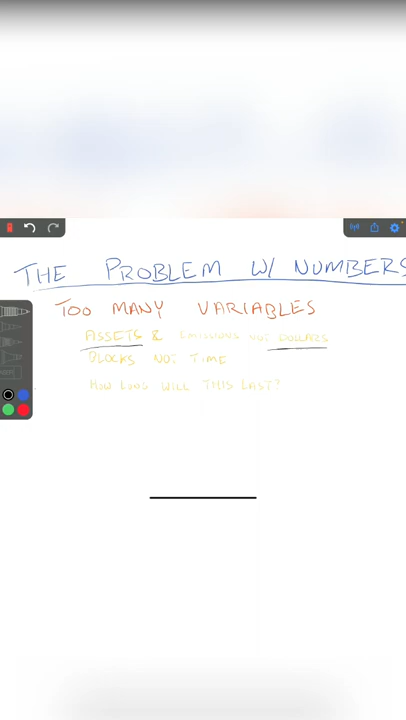 THE PROBLEM W/ NUMBERS
TOO MANY VARIABLES
ASSETS & EMISSIONS NOT DOLLARS
BLOCKS NOT TIME
HOW LONG WILL THIS LAST?